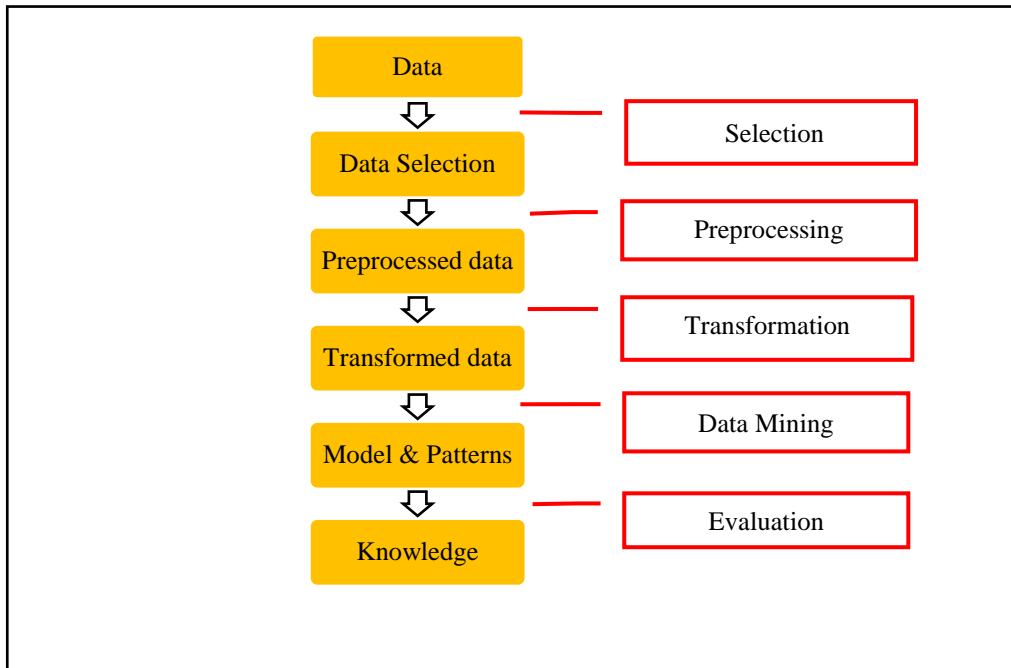 Data
Selection
Data Selection
Preprocessing
Preprocessed data
Transformation
Transformed data
Data Mining
Model & Patterns
Evaluation
Knowledge